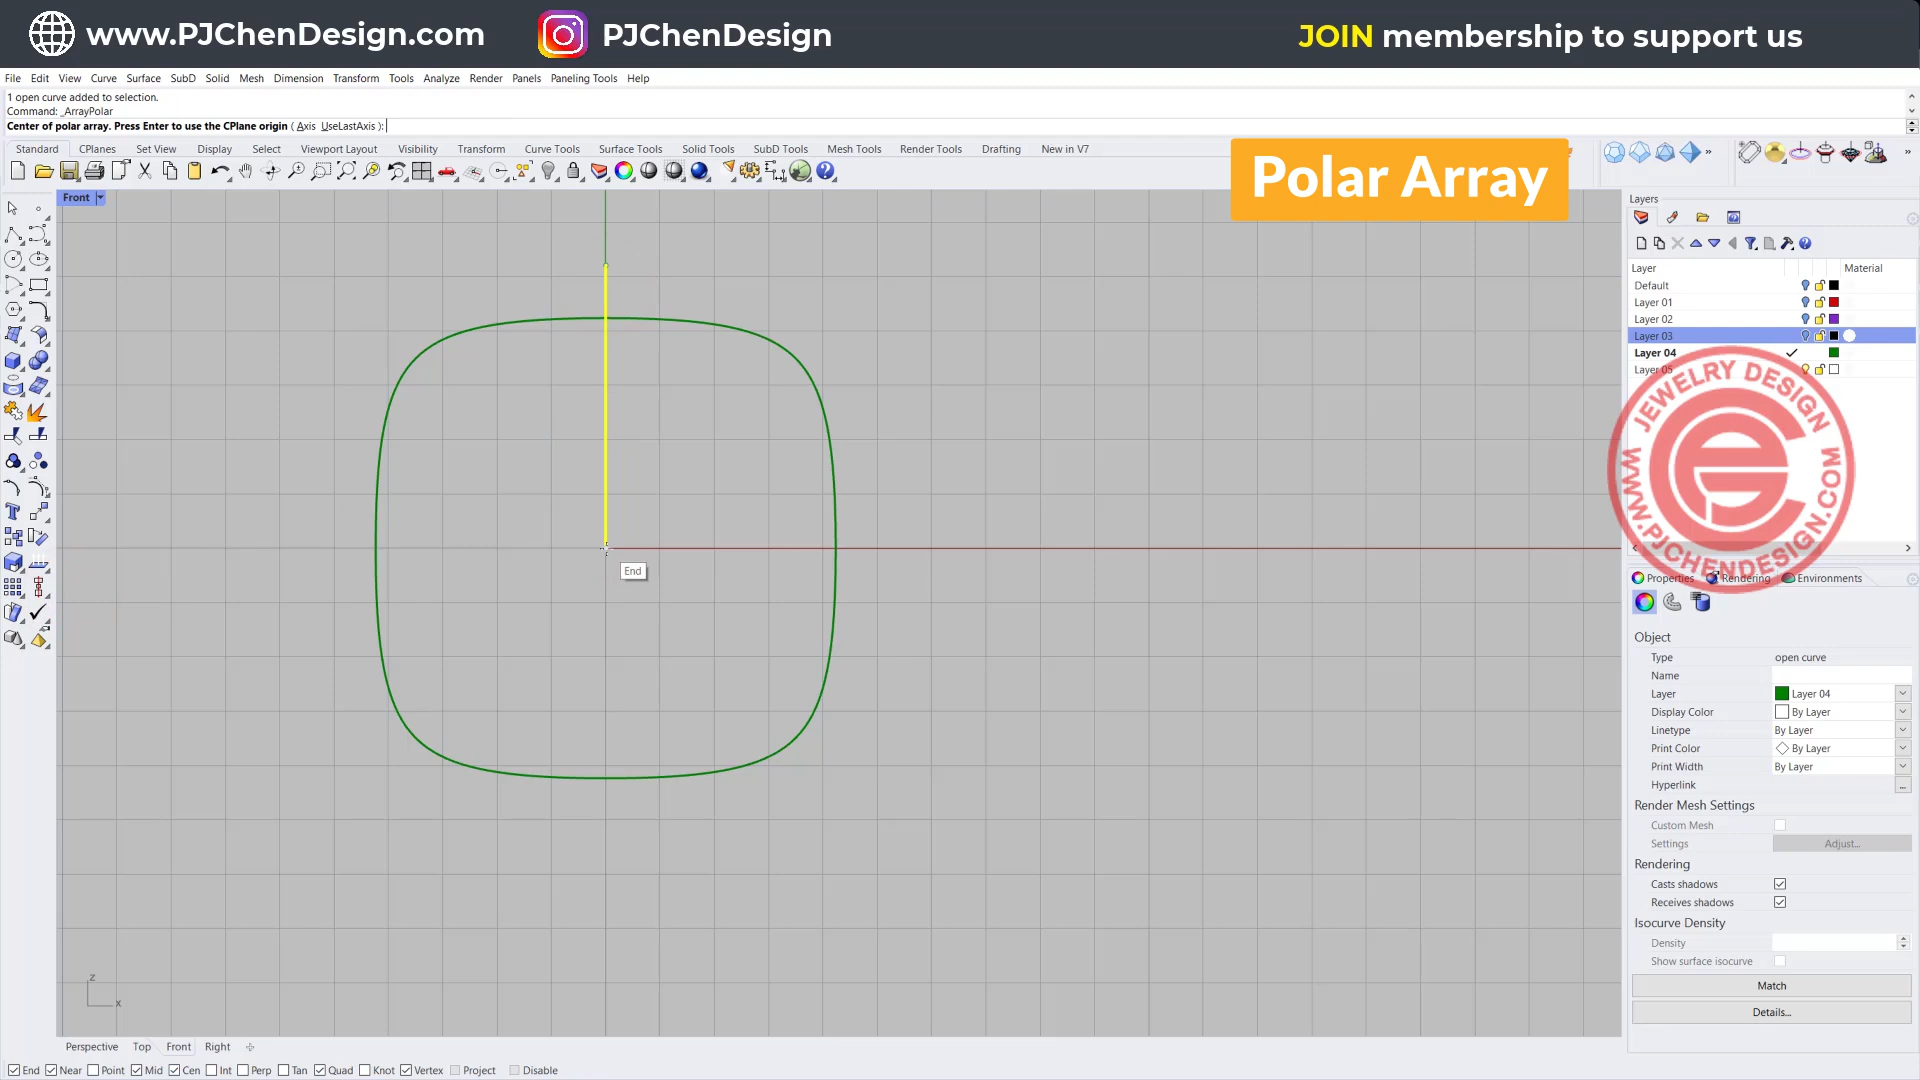 www.PJChenDesign.com
PJChenDesign
JOIN membership to support us
File Edit View Curve Surface SubD Solid Mesh Dimension Transform Tools Analyze Render Panels Paneling Tools Help
1 open curve added to selection.
Command: _ArrayPolar
Center of polar array. Press Enter to use the CPlane origin ( Axis UseLastAxis ):
Standard CPlanes Set View Display Select Viewport Layout Visibility Transform Curve Tools Surface Tools Solid Tools SubD Tools Mesh Tools Render Tools Drafting New in V7
Polar Array
Front
Layers
Layer Material
Default
Layer 01
Layer 02
Layer 03
Layer 04
Layer 05
JEWELRY DESIGN
WWW.PJCHENDESIGN.COM
End
Properties Rendering Environments
Object
Type open curve
Name
Layer Layer 04
Display Color By Layer
Linetype By Layer
Print Color By Layer
Print Width By Layer
Hyperlink ...
Render Mesh Settings
Custom Mesh
Settings Adjust...
Rendering
Casts shadows
Receives shadows
Isocurve Density
Density
Show surface isocurve
Match
Details...
z
x
Perspective Top Front Right
End Near Point Mid Cen Int Perp Tan Quad Knot Vertex Project Disable